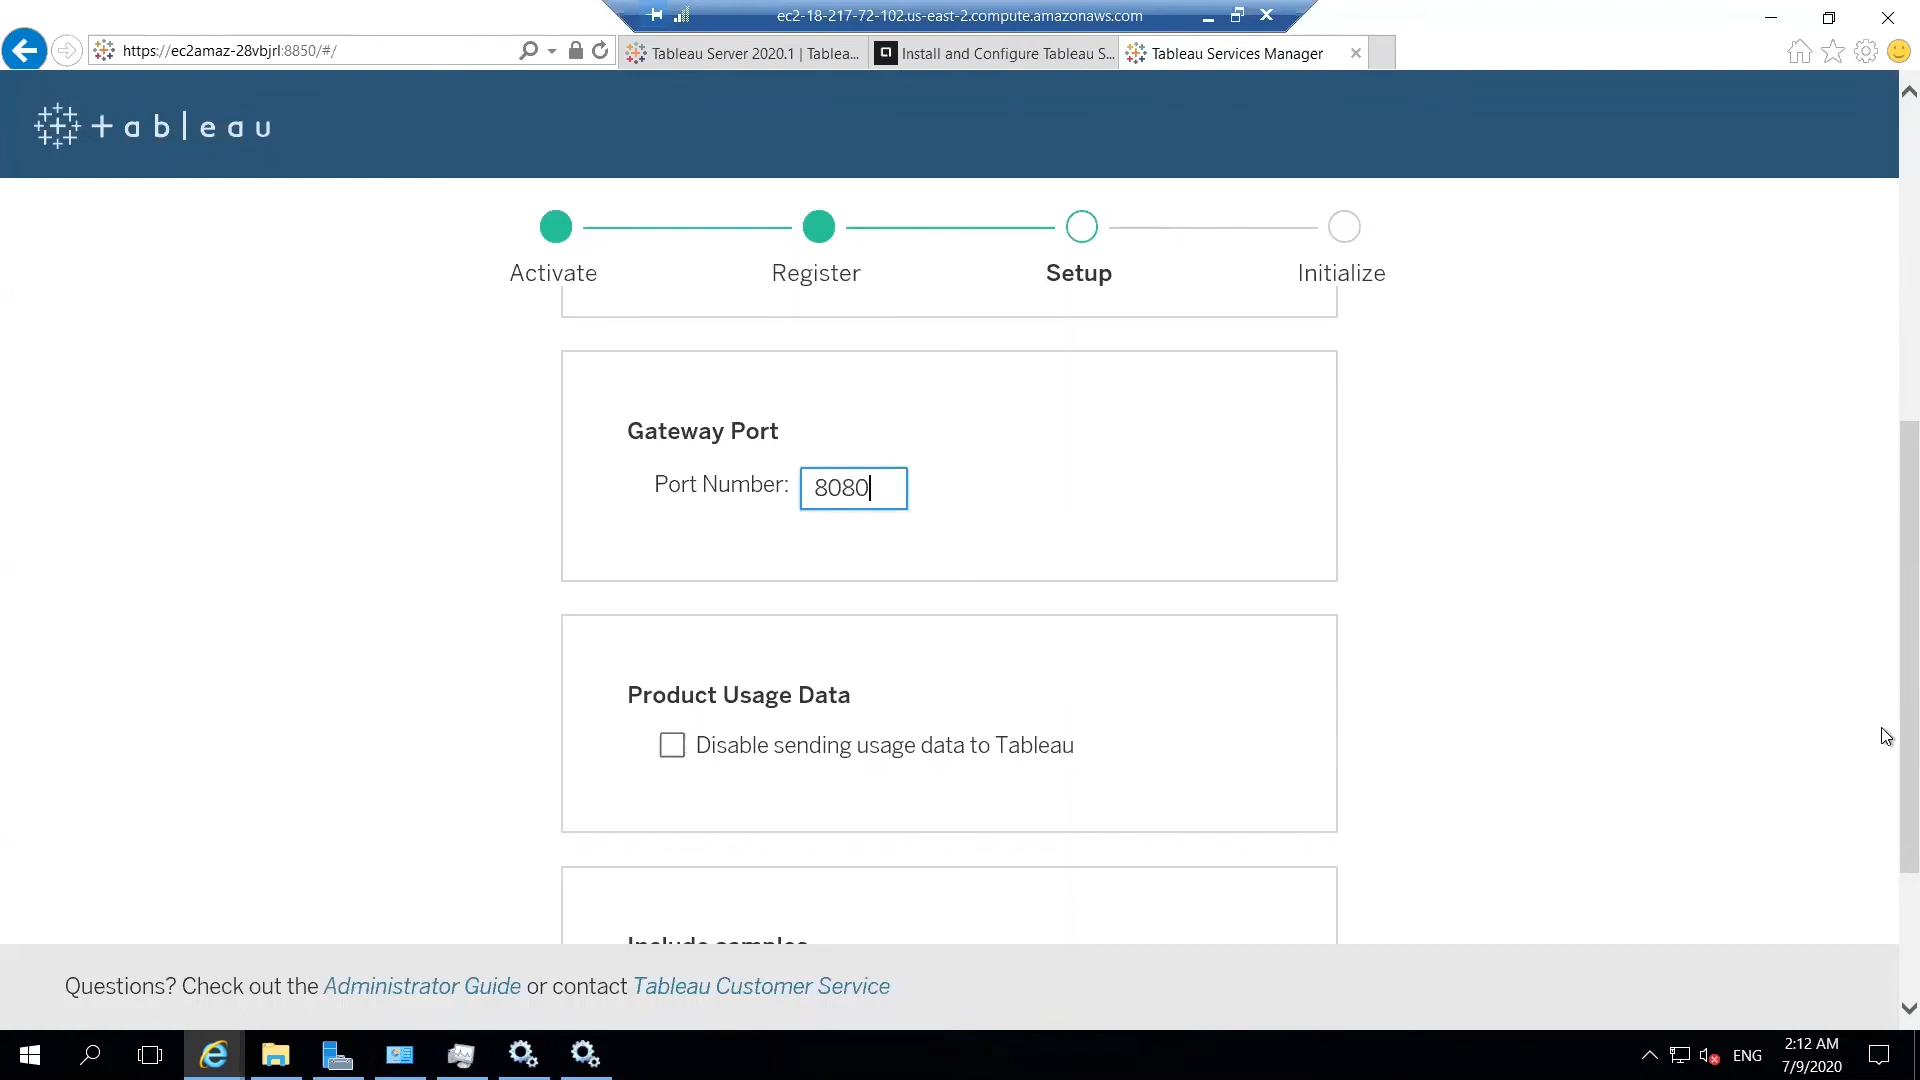 ec2-18-217-72-102.us-east-2.compute.amazonaws.com
https://ec2amaz-28vbjrl:8850/#/
Tableau Server 2020.1 | Tablea...
Install and Configure Tableau S...
Tableau Services Manager
+ a b | e a u
Activate
Register
Setup
Initialize
Gateway Port
Port Number:
8080
Product Usage Data
Disable sending usage data to Tableau
Include samples
Questions? Check out the Administrator Guide or contact Tableau Customer Service
ENG
2:12 AM
7/9/2020